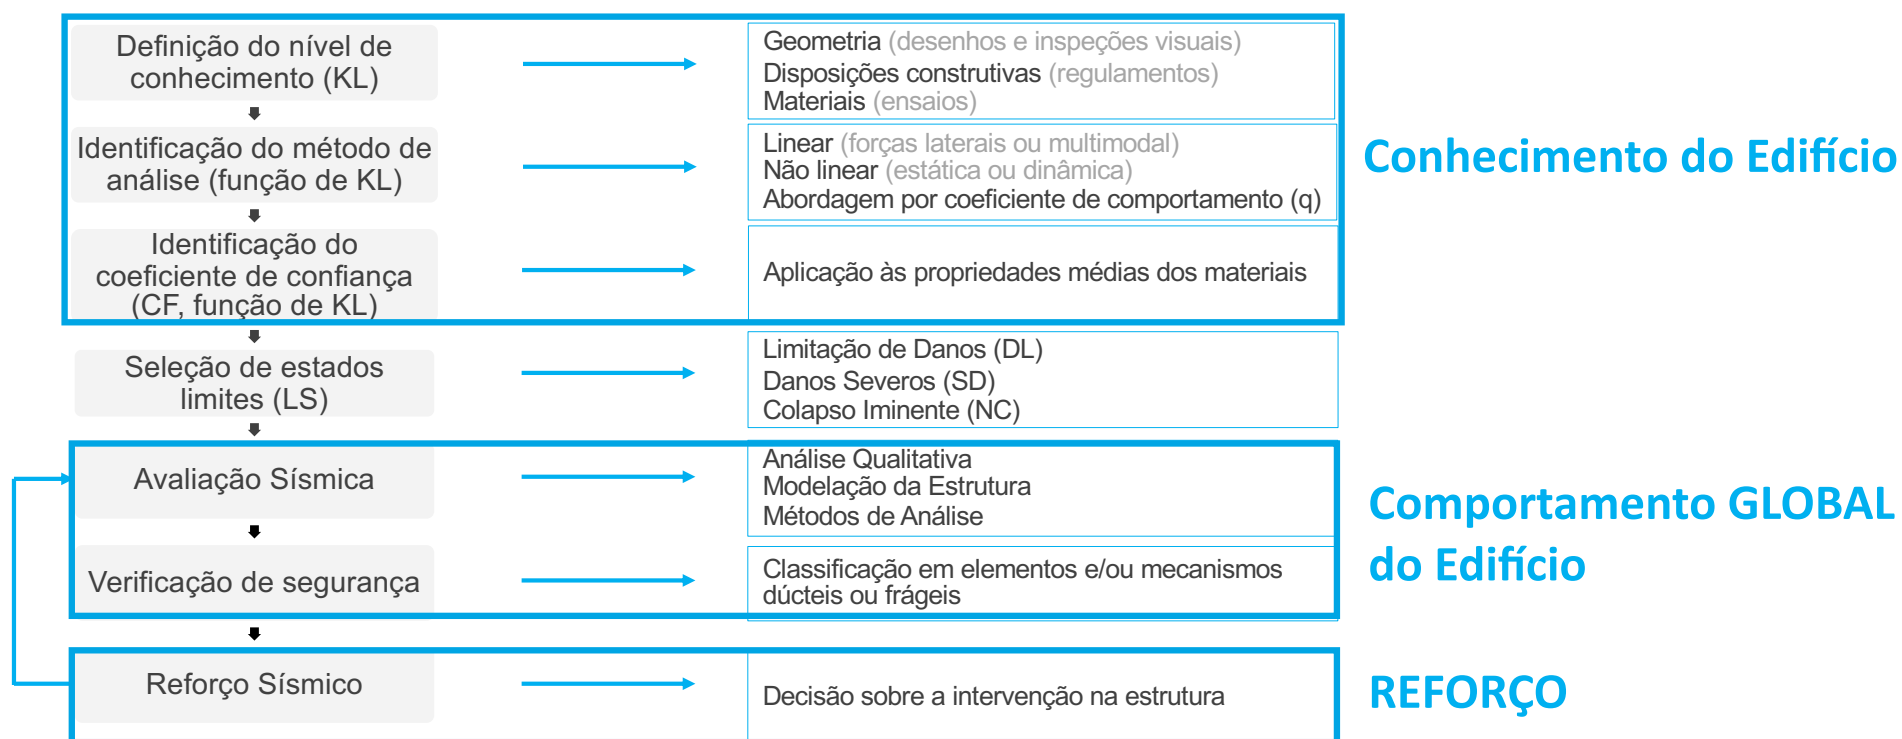 Definição do nível de
conhecimento (KL)
Geometria (desenhos e inspeções visuais)
Disposições construtivas (regulamentos)
Materiais (ensaios)
Identificação do método de
análise (função de KL)
Linear (forças laterais ou multimodal)
Não linear (estática ou dinâmica)
Abordagem por coeficiente de comportamento (q)
Conhecimento do Edifício
Identificação do
coeficiente de confiança
(CF, função de KL)
Aplicação às propriedades médias dos materiais
Seleção de estados
limites (LS)
Limitação de Danos (DL)
Danos Severos (SD)
Colapso Iminente (NC)
Avaliação Sísmica
Análise Qualitativa
Modelação da Estrutura
Métodos de Análise
Comportamento GLOBAL
do Edifício
Verificação de segurança
Classificação em elementos e/ou mecanismos
dúcteis ou frágeis
Reforço Sísmico
Decisão sobre a intervenção na estrutura
REFORÇO